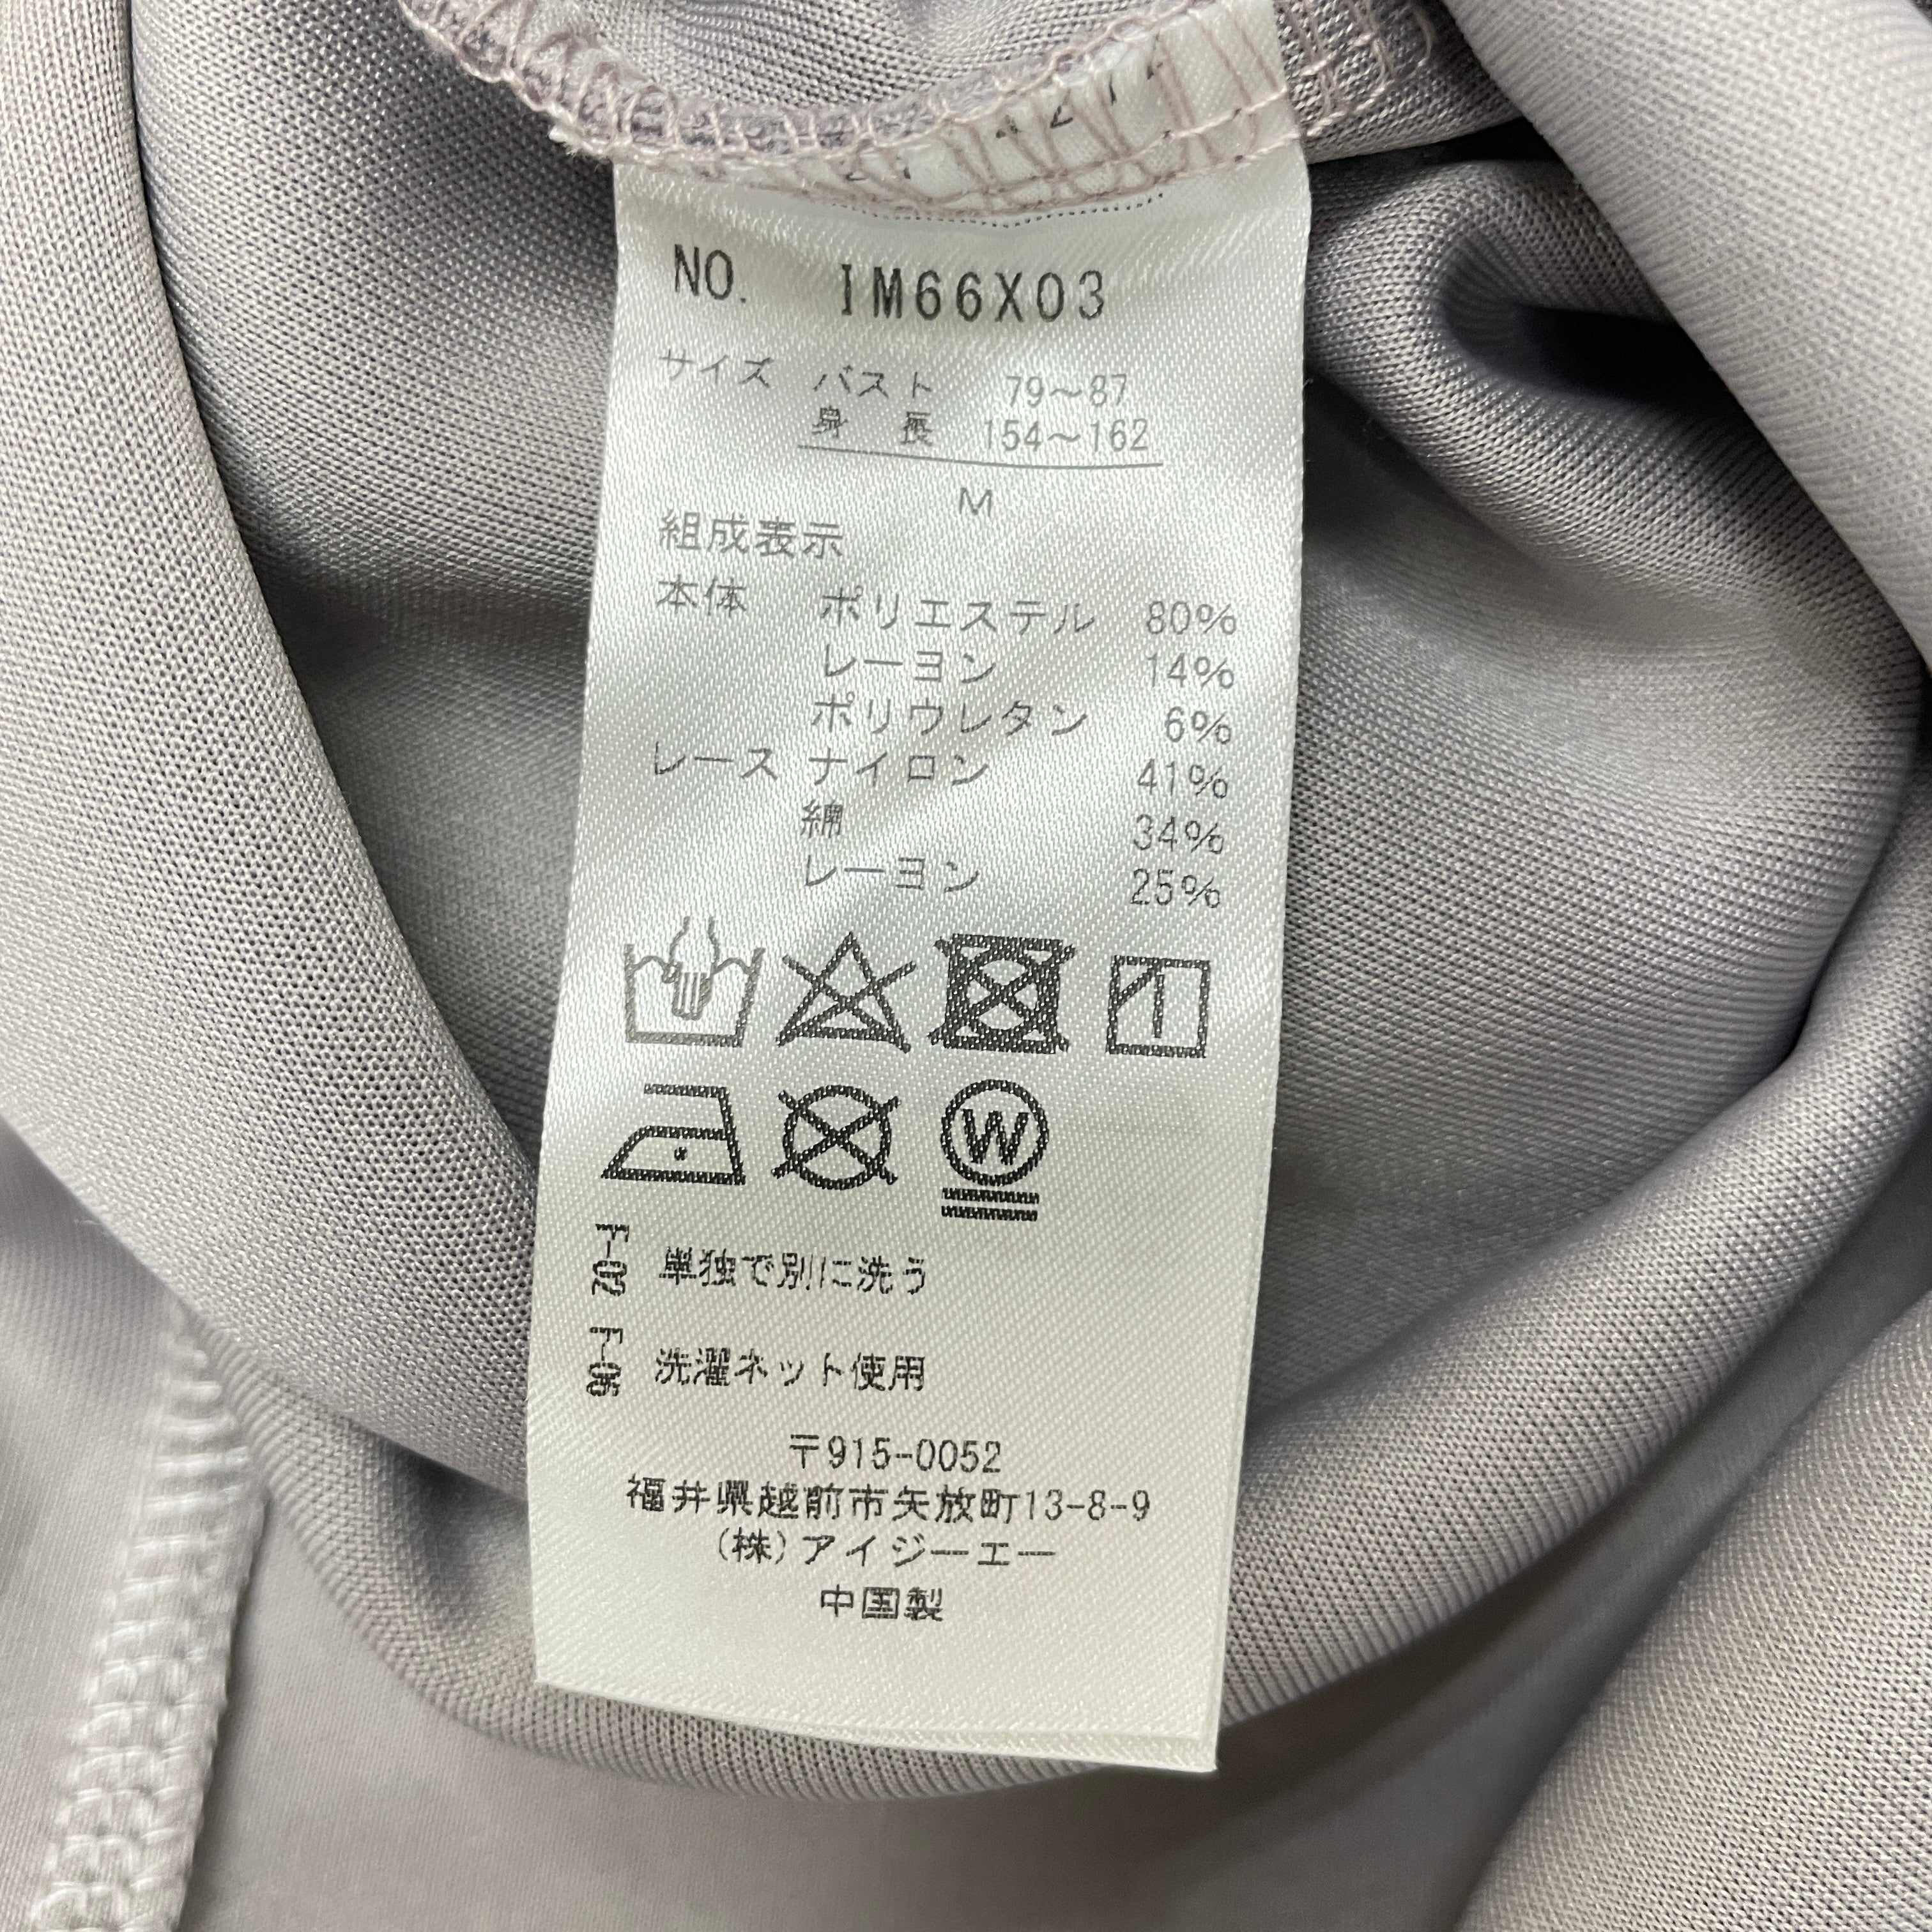 NO. IM66X03
サイズ バスト 79～87
身長 154～162
M
組成表示
本体 ポリエステル 80%
レーヨン 14%
ポリウレタン 6%
レース ナイロン 41%
綿 34%
レーヨン 25%
W
F-02 単独で別に洗う
F-06 洗濯ネット使用
〒915-0052
福井県越前市矢放町13-8-9
(株)アイジーエー
中国製